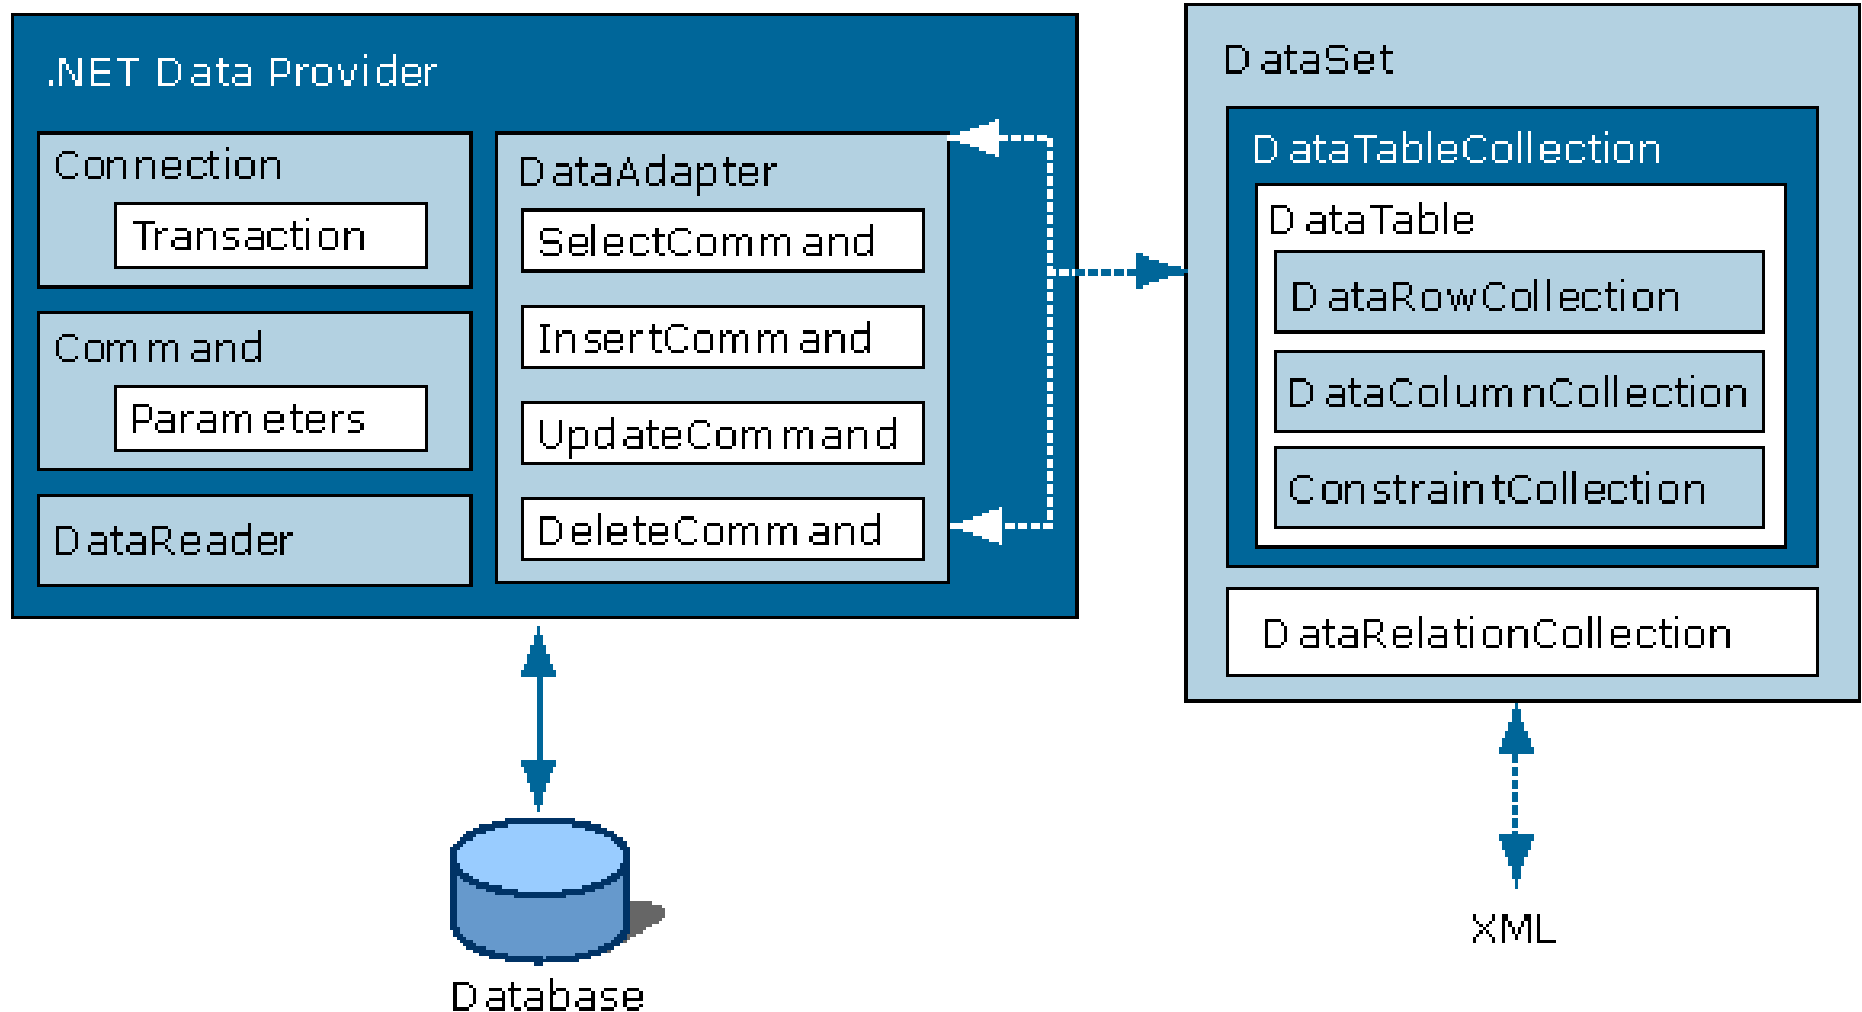 .NET Data Provider
Connection
Transaction
Command
Parameters
DataReader
DataAdapter
SelectCommand
InsertCommand
UpdateCommand
DeleteCommand
Database
DataSet
DataTableCollection
DataTable
DataRowCollection
DataColumnCollection
ConstraintCollection
DataRelationCollection
XML